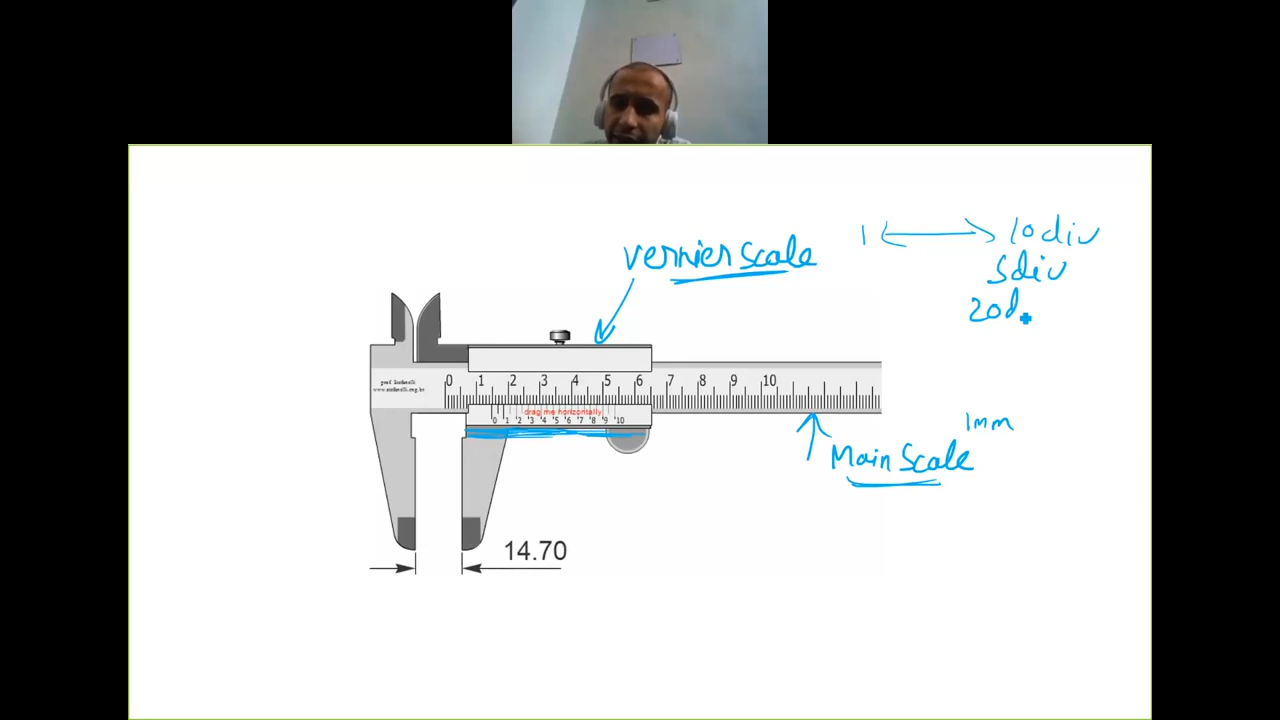 1 ←→ 10 div
5 div
20d
vernier scale
0 1 2 3 4 5 6 7 8 9 10
drag me horizontally
0 1 2 3 4 5 6 7 8 9 10
1mm
Main Scale
14.70